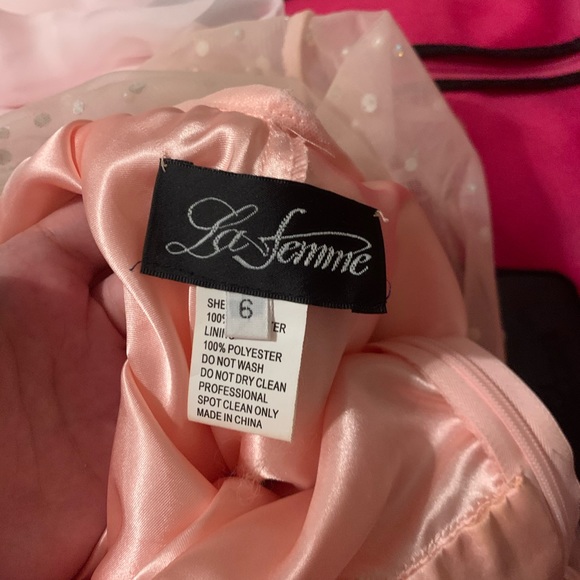 La Femme
6
100% POLYESTER
DO NOT WASH
DO NOT DRY CLEAN
PROFESSIONAL
SPOT CLEAN ONLY
MADE IN CHINA